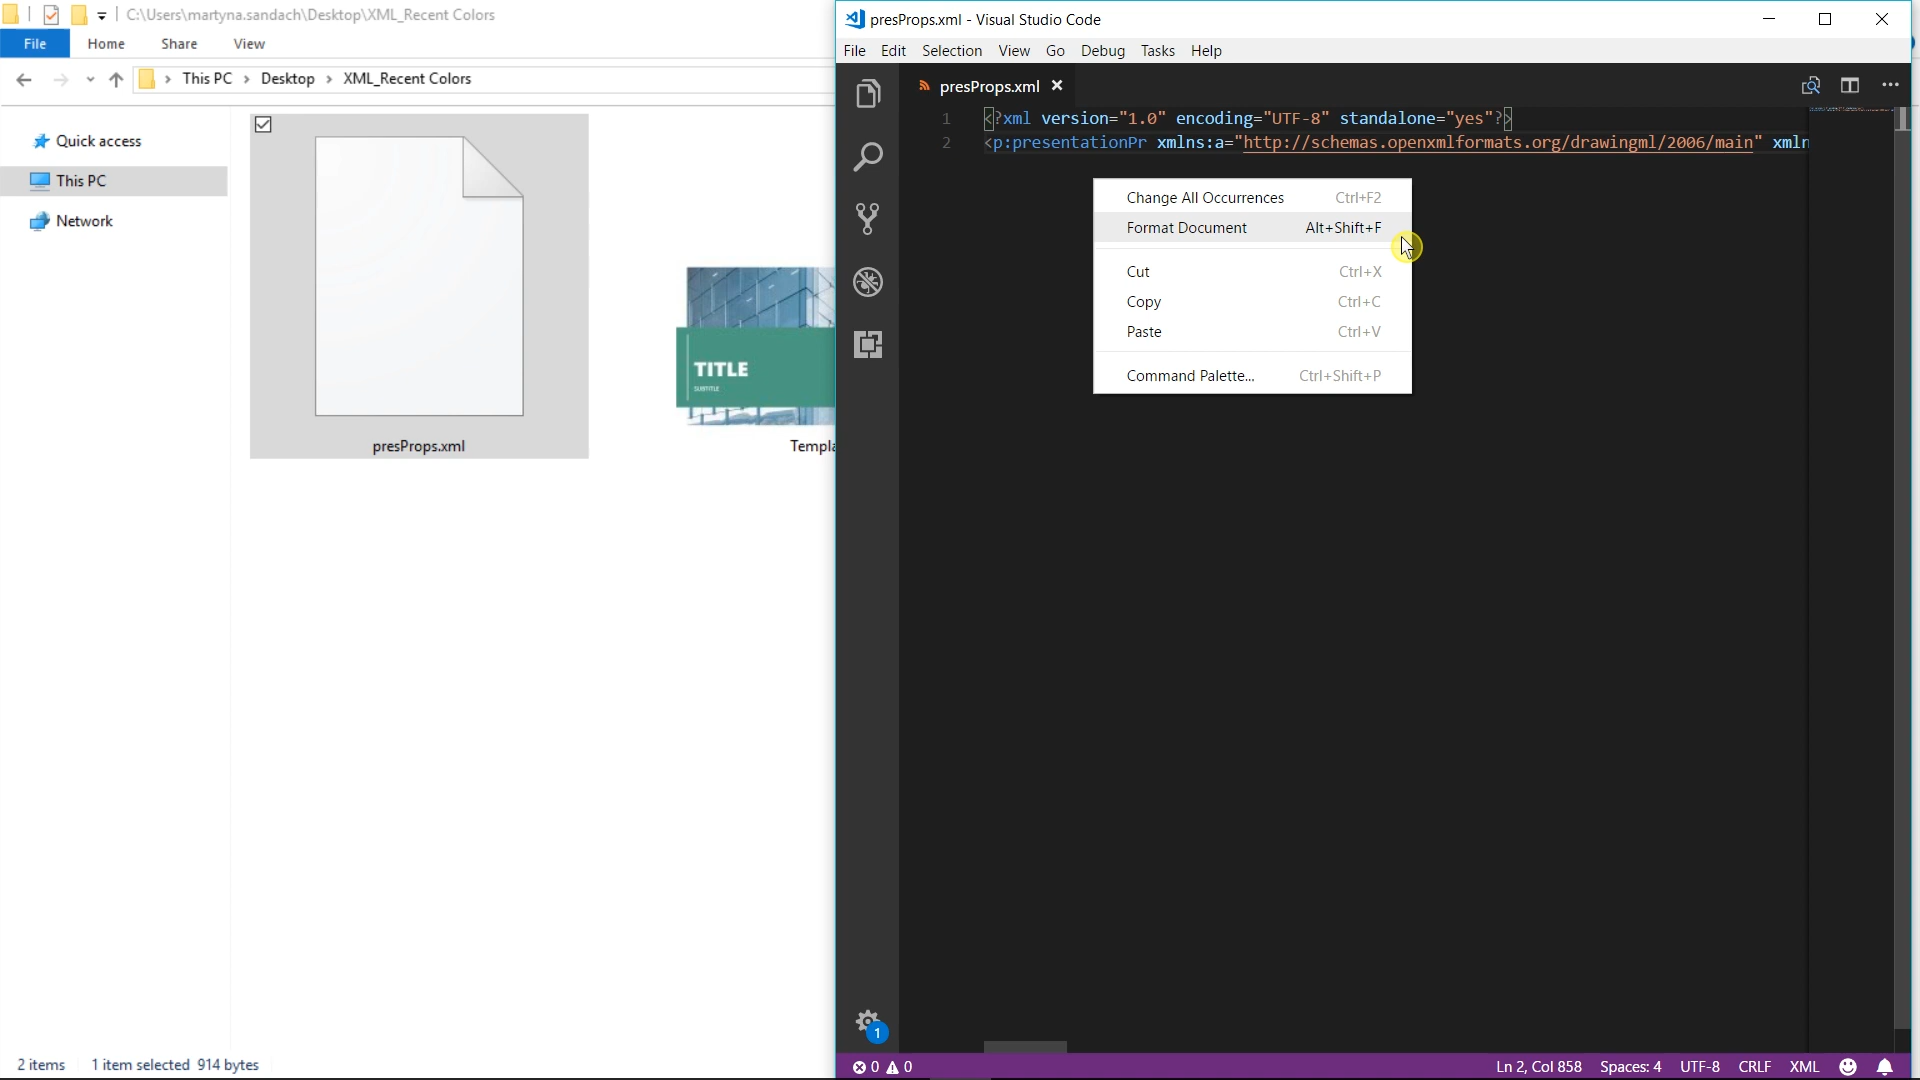 C:\Users\martyna.sandach\Desktop\XML_Recent Colors
File Home Share View
This PC > Desktop > XML_Recent Colors
Quick access
This PC
Network
TITLE
SUBTITLE
presProps.xml
2 items 1 item selected 914 bytes
presProps.xml - Visual Studio Code
File Edit Selection View Go Debug Tasks Help
presProps.xml
1 <?xml version="1.0" encoding="UTF-8" standalone="yes"?>
2 <p:presentationPr xmlns:a="http://schemas.openxmlformats.org/drawingml/2006/main" xmln
Change All Occurrences Ctrl+F2
Format Document Alt+Shift+F
Cut Ctrl+X
Copy Ctrl+C
Paste Ctrl+V
Command Palette... Ctrl+Shift+P
1
0 0 Ln 2, Col 858 Spaces: 4 UTF-8 CRLF XML